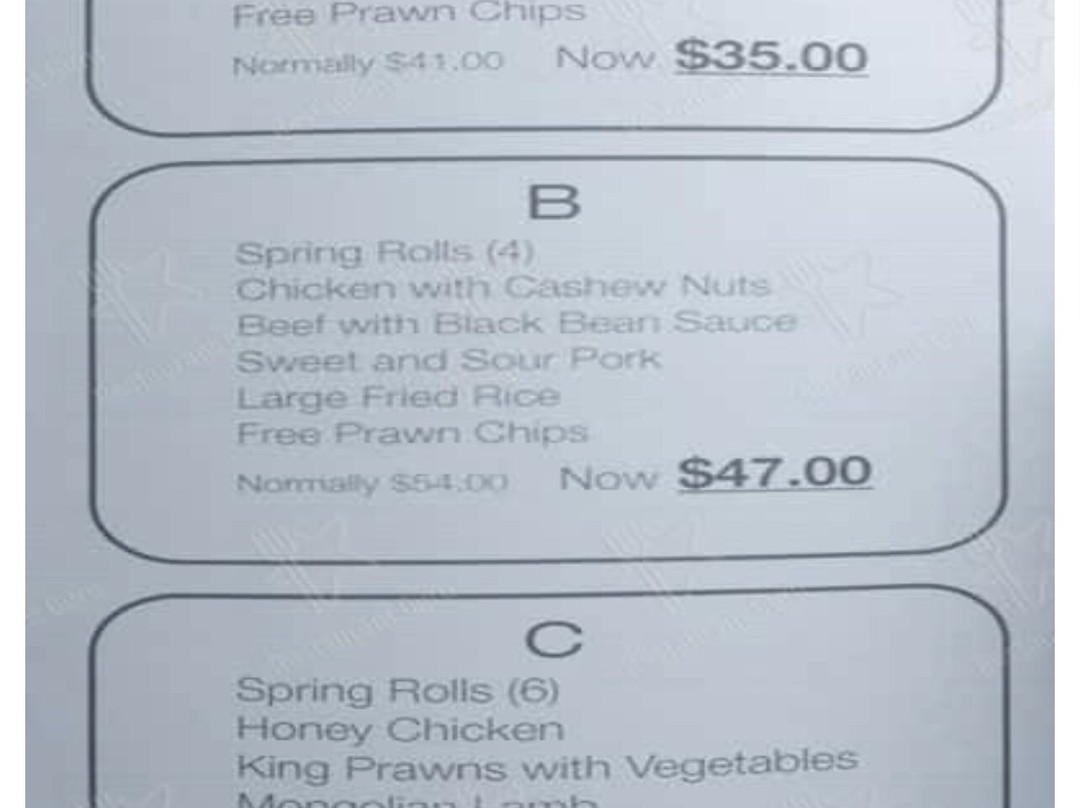 Free Prawn Chips
Normally $41.00 Now $35.00
B
Spring Rolls (4)
Chicken with Cashew Nuts
Beef with Black Bean Sauce
Sweet and Sour Pork
Large Fried Rice
Free Prawn Chips
Normally $54.00 Now $47.00
C
Spring Rolls (6)
Honey Chicken
King Prawns with Vegetables
Mongolian Lamb